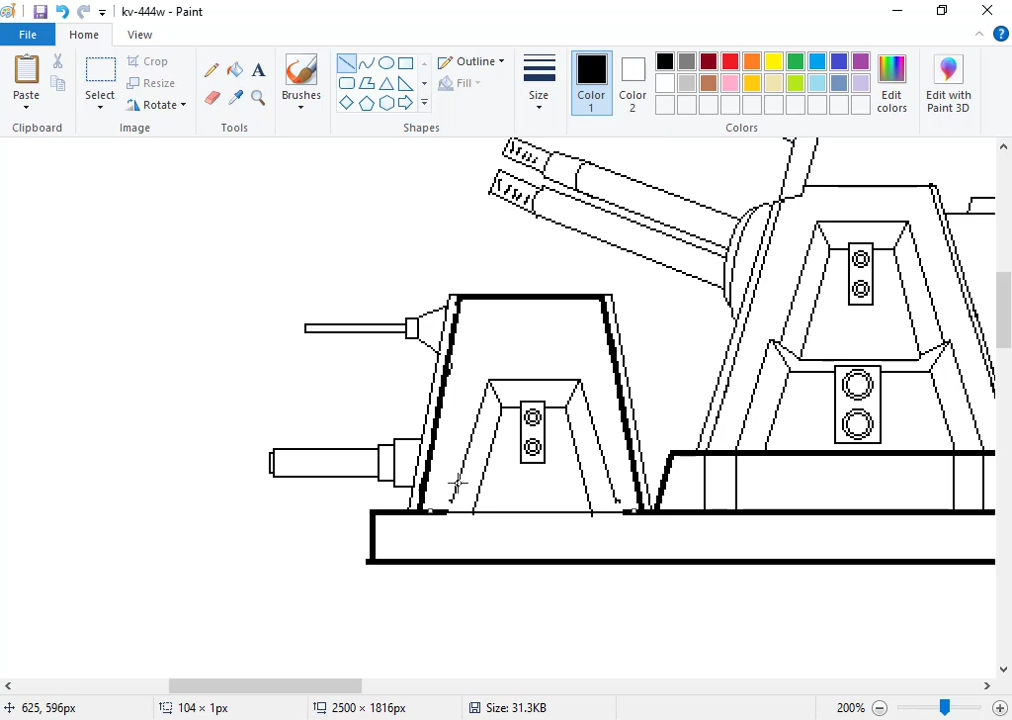 kv-444w - Paint
File
Home
View
Paste
Clipboard
Select
Crop
Resize
Rotate
Image
A
Tools
Brushes
Outline
Fill
Shapes
Size
Color 1
Color 2
Edit colors
Colors
Edit with Paint 3D
625, 596px
104 × 1px
2500 × 1816px
Size: 31.3KB
200%